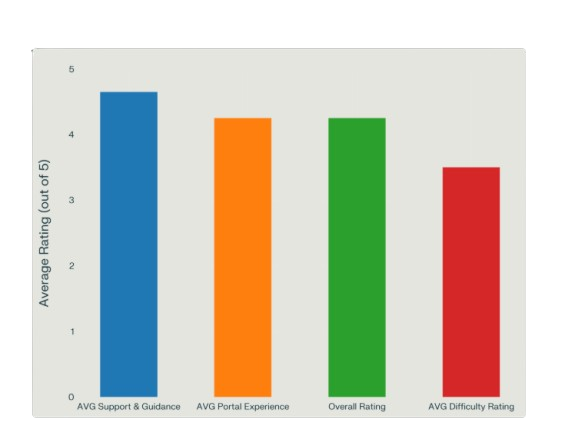 Average Rating (out of 5)
5
4
3
2
1
0
AVG Support & Guidance
AVG Portal Experience
Overall Rating
AVG Difficulty Rating